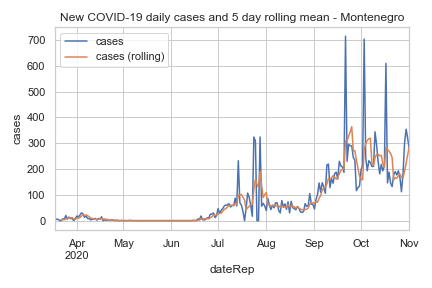 New COVID-19 daily cases and 5 day rolling mean - Montenegro
cases
cases (rolling)
700
600
500
400
300
200
100
0
cases
Apr May Jun Jul Aug Sep Oct Nov
2020
dateRep